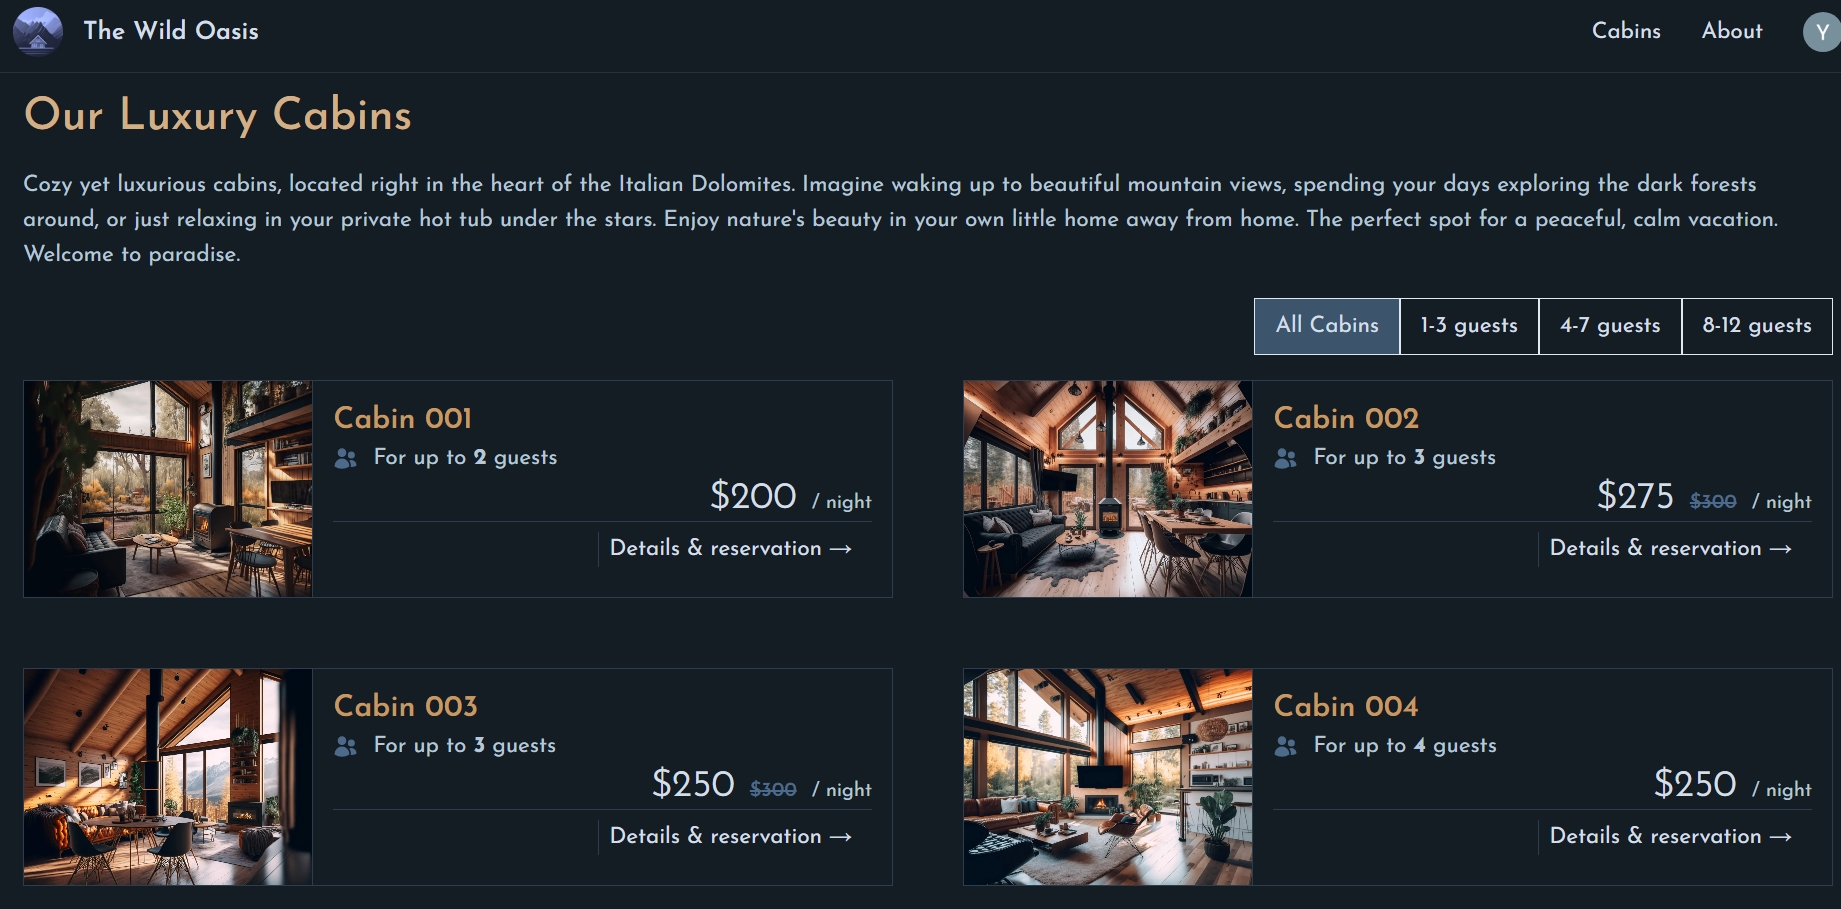 The Wild Oasis
Cabins
About
Y
Our Luxury Cabins
Cozy yet luxurious cabins, located right in the heart of the Italian Dolomites. Imagine waking up to beautiful mountain views, spending your days exploring the dark forests
around, or just relaxing in your private hot tub under the stars. Enjoy nature's beauty in your own little home away from home. The perfect spot for a peaceful, calm vacation.
Welcome to paradise.
All Cabins
1-3 guests
4-7 guests
8-12 guests
Cabin 001
For up to 2 guests
$200 / night
Details & reservation →
Cabin 002
For up to 3 guests
$275 $300 / night
Details & reservation →
Cabin 003
For up to 3 guests
$250 $300 / night
Details & reservation →
Cabin 004
For up to 4 guests
$250 / night
Details & reservation →